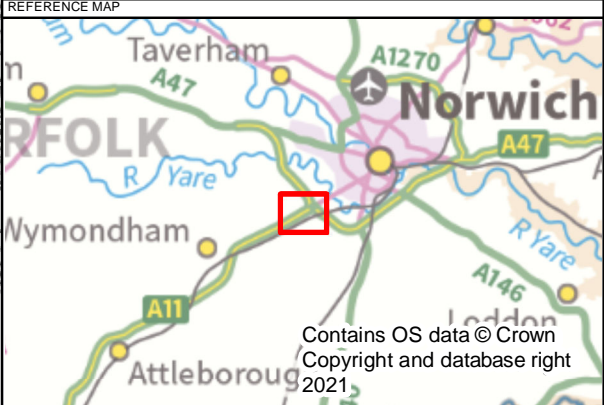 REFERENCE MAP
Taverham
A1270
A47
Norwich
RFOLK
A47
R Yare
Wymondham
R Yare
A146
A11
Loddon
Contains OS data © Crown
Copyright and database right
2021
Attleboroug